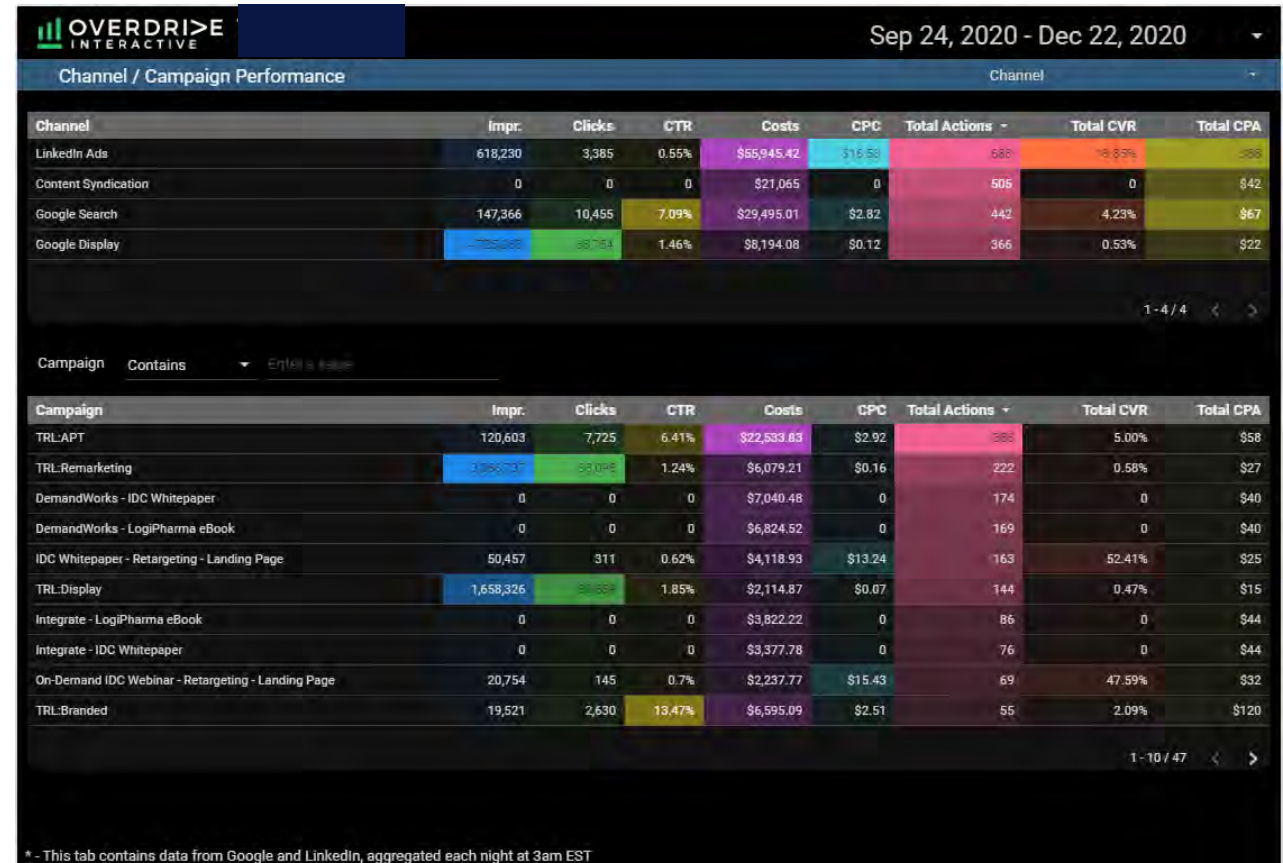 OVERDRI>E
INTERACTIVE
Sep 24, 2020 - Dec 22, 2020
Channel / Campaign Performance Channel
Channel Impr. Clicks CTR Costs CPC Total Actions Total CVR Total CPA
LinkedIn Ads 618,230 3,385 0.55% $55,945.42
Content Syndication 0 0 0 $21,065 0 505 0 $42
Google Search 147,366 10,455 7.09% $29,495.01 $2.82 442 4.23% $67
Google Display 1.46% $8,194.08 $0.12 366 0.53% $22
1 - 4 / 4 < >
Campaign Contains Enter a value
Campaign Impr. Clicks CTR Costs CPC Total Actions Total CVR Total CPA
TRL:APT 120,603 7,725 6.41% $22,533.83 $2.92 5.00% $58
TRL:Remarketing 1.24% $6,079.21 $0.16 222 0.58% $27
DemandWorks - IDC Whitepaper 0 0 0 $7,040.48 0 174 0 $40
DemandWorks - LogiPharma eBook 0 0 0 $6,824.52 0 169 0 $40
IDC Whitepaper - Retargeting - Landing Page 50,457 311 0.62% $4,118.93 $13.24 163 52.41% $25
TRL:Display 1,658,326 1.85% $2,114.87 $0.07 144 0.47% $15
Integrate - LogiPharma eBook 0 0 0 $3,822.22 0 86 0 $44
Integrate - IDC Whitepaper 0 0 0 $3,377.78 0 76 0 $44
On-Demand IDC Webinar - Retargeting - Landing Page 20,754 145 0.7% $2,237.77 $15.43 69 47.59% $32
TRL:Branded 19,521 2,630 13.47% $6,595.09 $2.51 55 2.09% $120
1 - 10 / 47 < >
* - This tab contains data from Google and LinkedIn, aggregated each night at 3am EST